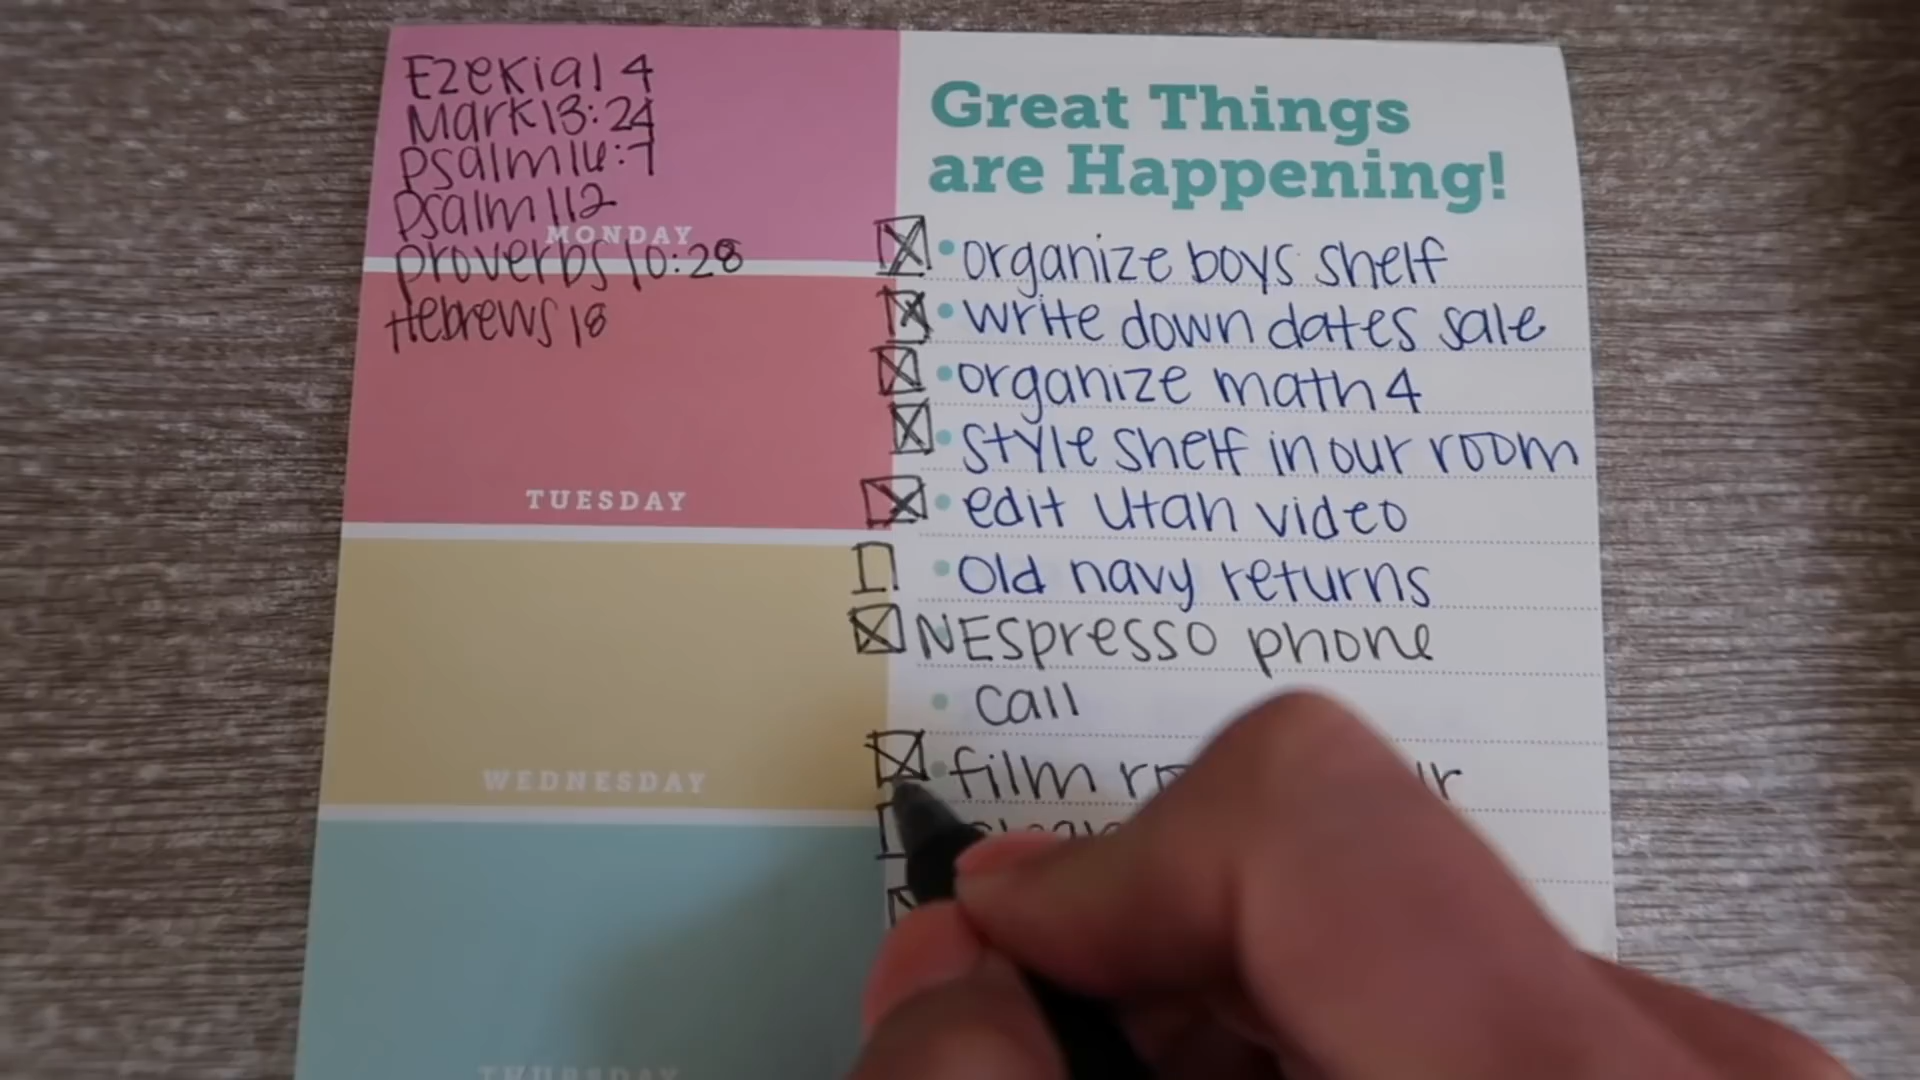 Ezekial 4
Mark 13:24
Psalm 16:7
Psalm 112
MONDAY
Proverbs 10:28
Hebrews 18
TUESDAY
WEDNESDAY
THURSDAY
Great Things
are Happening!
organize boys shelf
write down dates sale
organize math 4
style shelf in our room
edit Utah video
Old navy returns
NEspresso phone
call
film